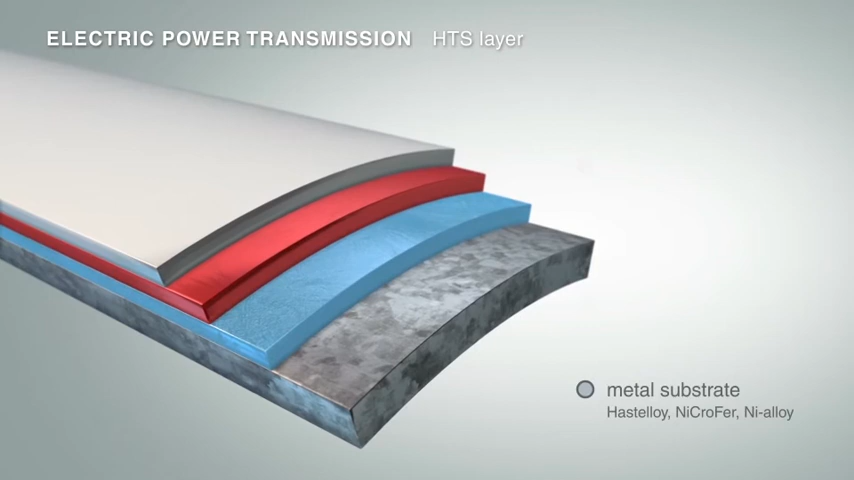 ELECTRIC POWER TRANSMISSION HTS layer
metal substrate
Hastelloy, NiCroFer, Ni-alloy